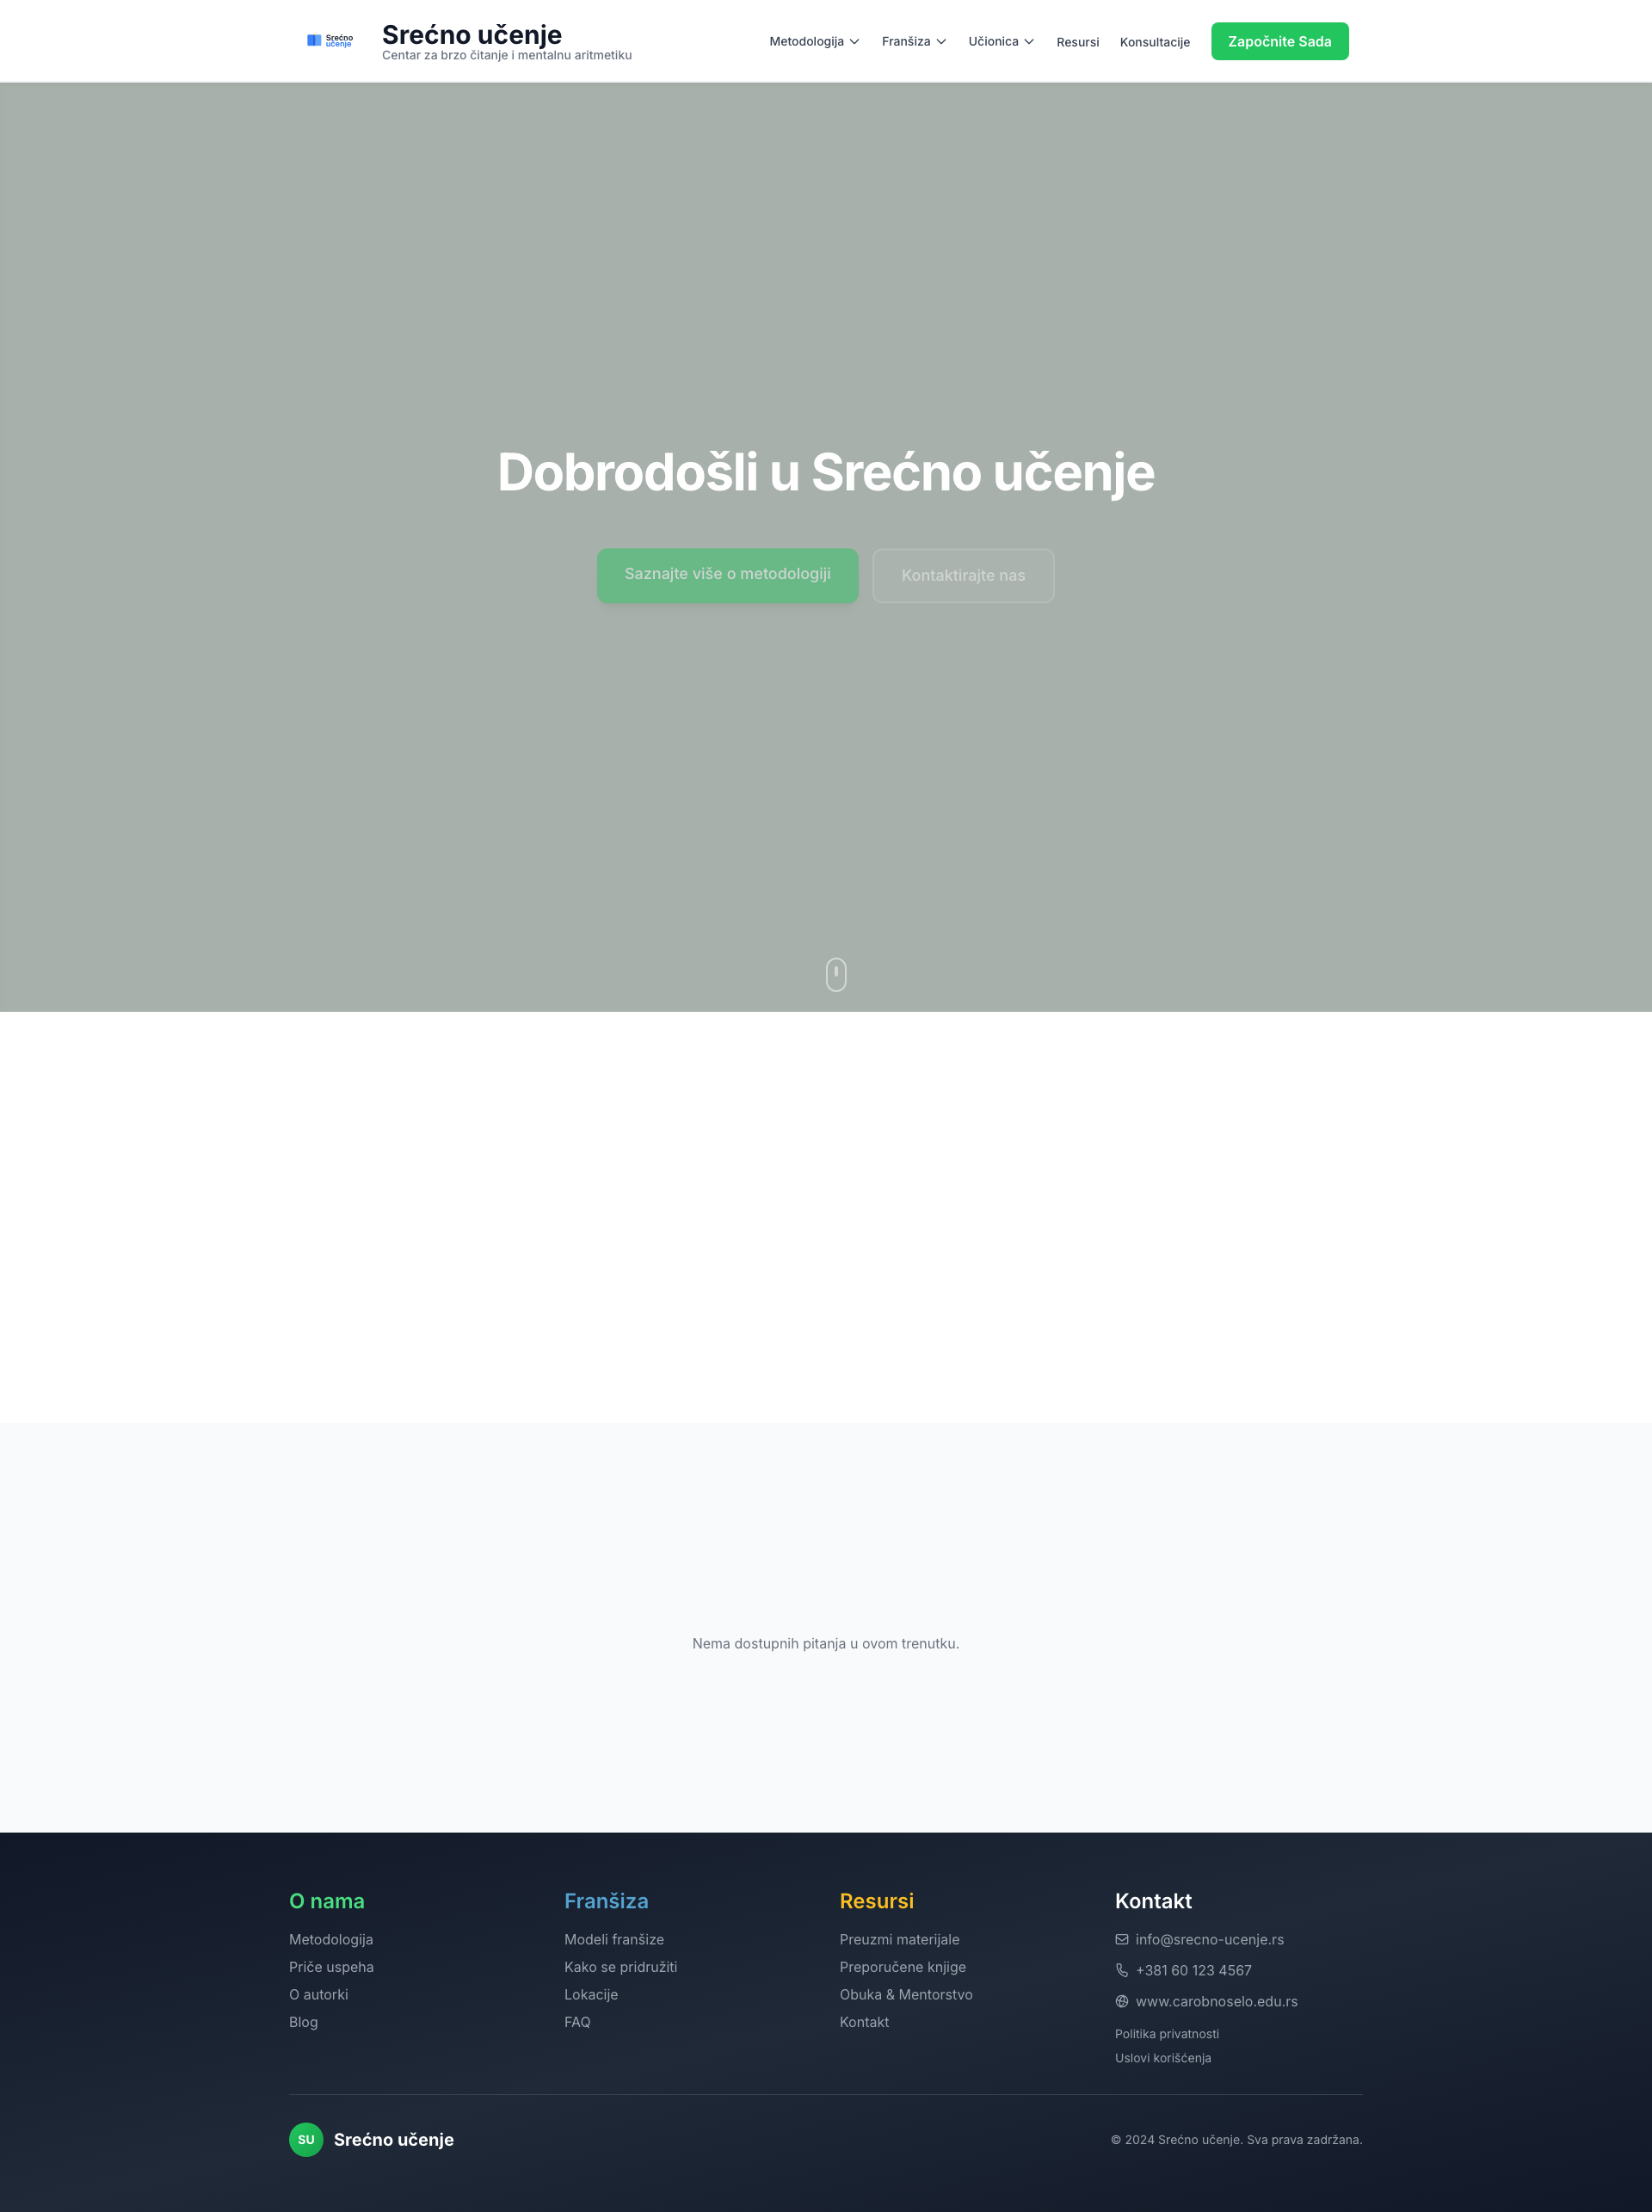 Srećno
učenje
Srećno učenje
Centar za brzo čitanje i mentalnu aritmetiku
Metodologija
Franšiza
Učionica
Resursi
Konsultacije
Započnite Sada
Dobrodošli u Srećno učenje
Saznajte više o metodologiji
Kontaktirajte nas
Nema dostupnih pitanja u ovom trenutku.
O nama
Metodologija
Priče uspeha
O autorki
Blog
Franšiza
Modeli franšize
Kako se pridružiti
Lokacije
FAQ
Resursi
Preuzmi materijale
Preporučene knjige
Obuka & Mentorstvo
Kontakt
Kontakt
info@srecno-ucenje.rs
+381 60 123 4567
www.carobnoselo.edu.rs
Politika privatnosti
Uslovi korišćenja
SU
Srećno učenje
© 2024 Srećno učenje. Sva prava zadržana.